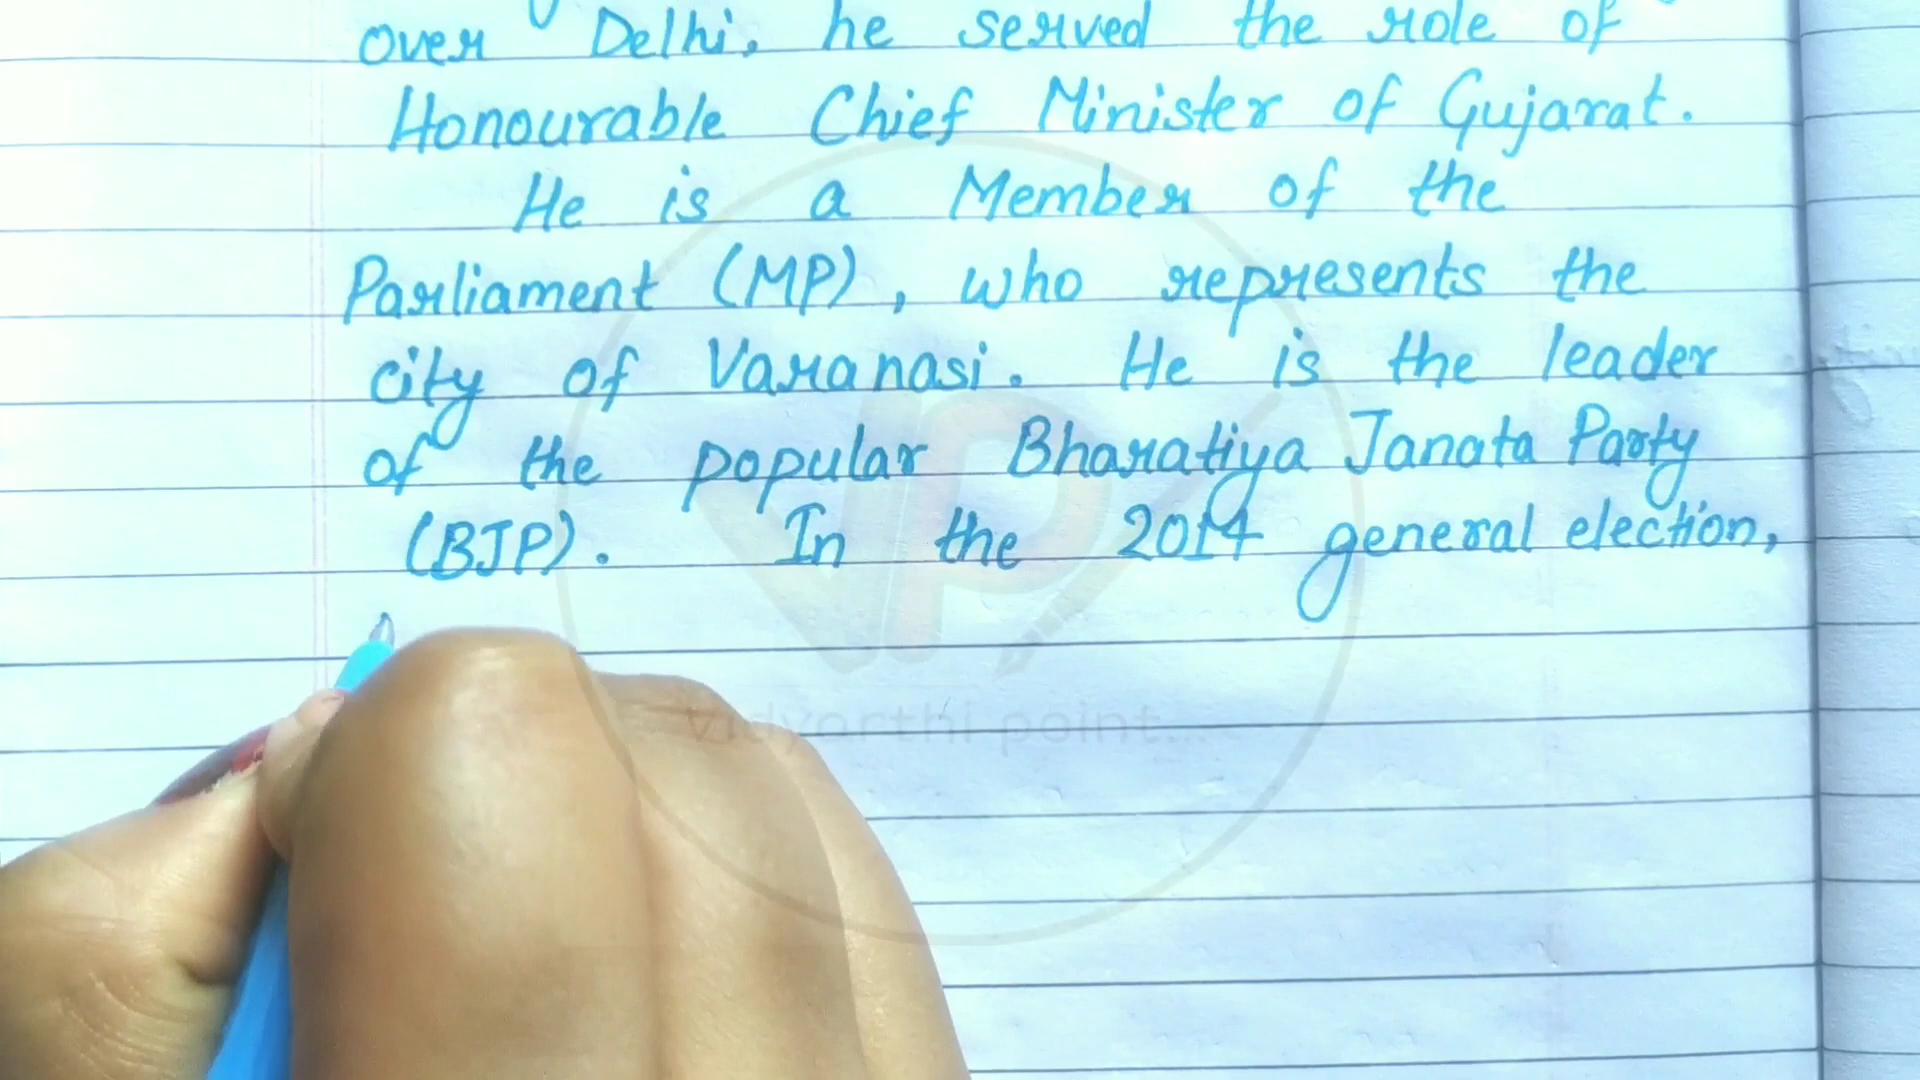 over Delhi, he served the role of
Honourable Chief Minister of Gujarat.
He is a Member of the
Parliament (MP), who represents the
city of Varanasi. He is the leader
of the popular Bharatiya Janata Party
(BJP). In the 2014 general election,
vidyarthi point...